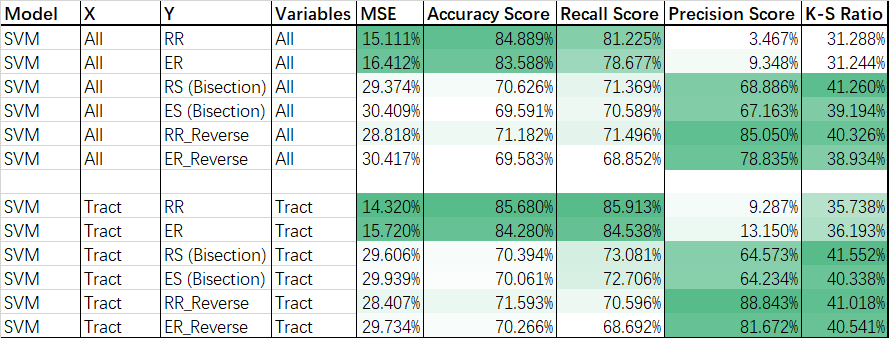 Model X Y Variables MSE Accuracy Score Recall Score Precision Score K-S Ratio
SVM All RR All 15.111% 84.889% 81.225% 3.467% 31.288%
SVM All ER All 16.412% 83.588% 78.677% 9.348% 31.244%
SVM All RS (Bisection) All 29.374% 70.626% 71.369% 68.886% 41.260%
SVM All ES (Bisection) All 30.409% 69.591% 70.589% 67.163% 39.194%
SVM All RR_Reverse All 28.818% 71.182% 71.496% 85.050% 40.326%
SVM All ER_Reverse All 30.417% 69.583% 68.852% 78.835% 38.934%
SVM Tract RR Tract 14.320% 85.680% 85.913% 9.287% 35.738%
SVM Tract ER Tract 15.720% 84.280% 84.538% 13.150% 36.193%
SVM Tract RS (Bisection) Tract 29.606% 70.394% 73.081% 64.573% 41.552%
SVM Tract ES (Bisection) Tract 29.939% 70.061% 72.706% 64.234% 40.338%
SVM Tract RR_Reverse Tract 28.407% 71.593% 70.596% 88.843% 41.018%
SVM Tract ER_Reverse Tract 29.734% 70.266% 68.692% 81.672% 40.541%